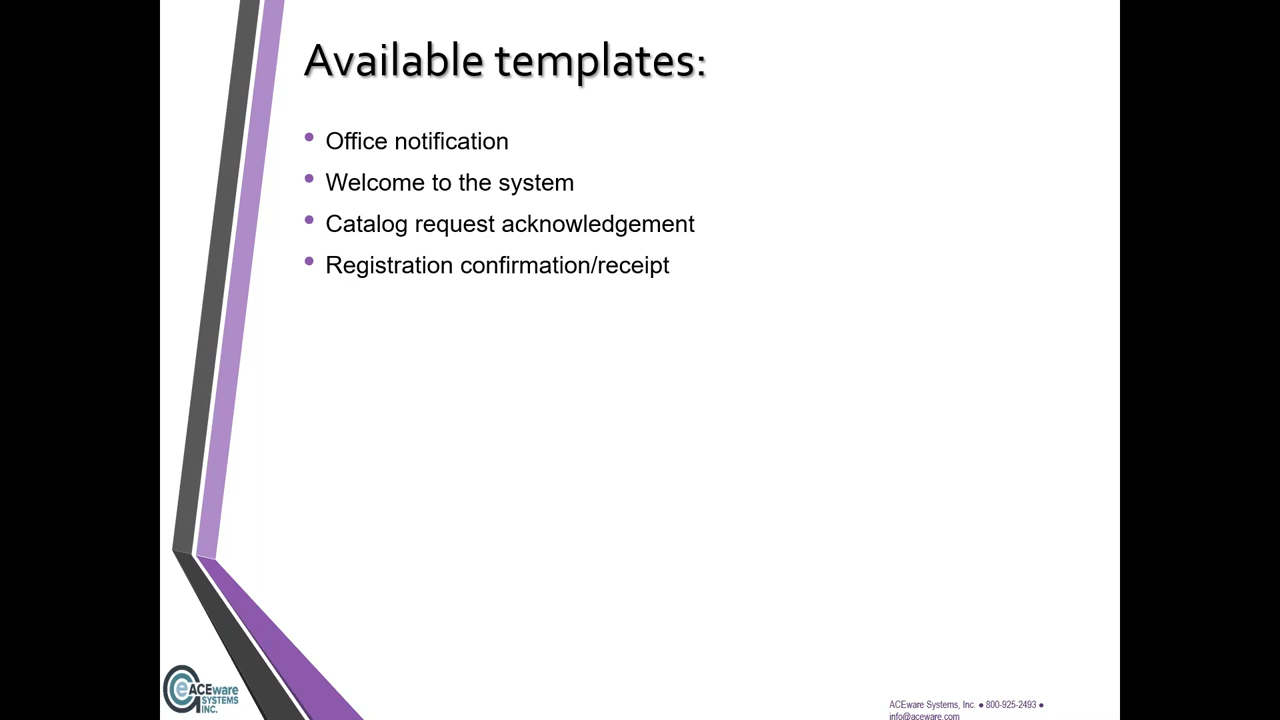 Available templates:
• Office notification
• Welcome to the system
• Catalog request acknowledgement
• Registration confirmation/receipt
eACEware
SYSTEMS
INC.
ACEware Systems, Inc. ● 800-925-2493 ●
info@aceware.com